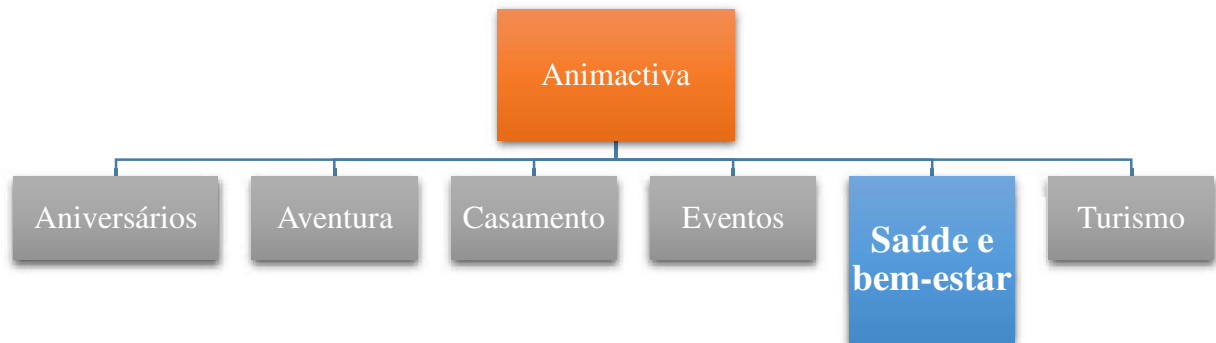 Animactiva
Aniversários
Aventura
Casamento
Eventos
Saúde e
bem-estar
Turismo